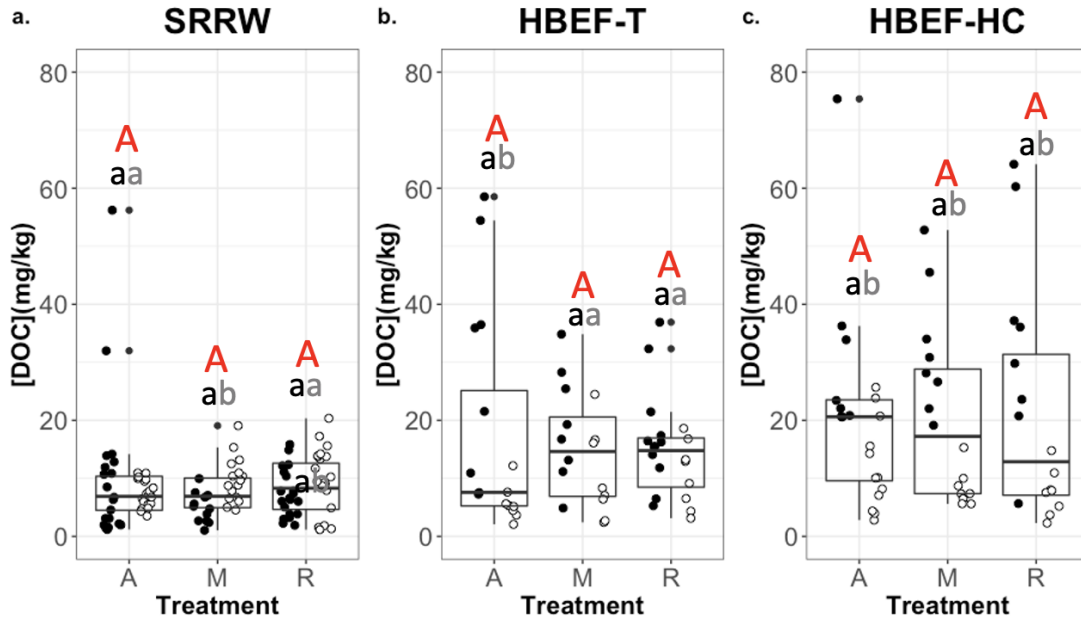 a. SRRW
b. HBEF-T
c. HBEF-HC
[DOC](mg/kg)
80
60
40
20
0
A
aa
A
ab
A
aa
ab
A M R
Treatment
[DOC](mg/kg)
80
60
40
20
0
A
ab
A
aa
A
aa
A M R
Treatment
[DOC](mg/kg)
80
60
40
20
0
A
ab
A
ab
A
ab
A M R
Treatment